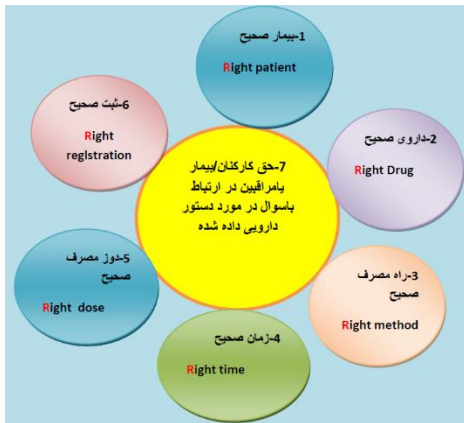 1-بیمار صحیح
Right patient
2-داروی صحیح
Right Drug
3-راه مصرف
صحیح
Right method
4-زمان صحیح
Right time
5-دوز مصرف
صحیح
Right dose
6-ثبت صحیح
Right
reglstration
7-حق کارکنان/بیمار
یامراقبین در ارتباط
باسوال در مورد دستور
دارویی داده شده